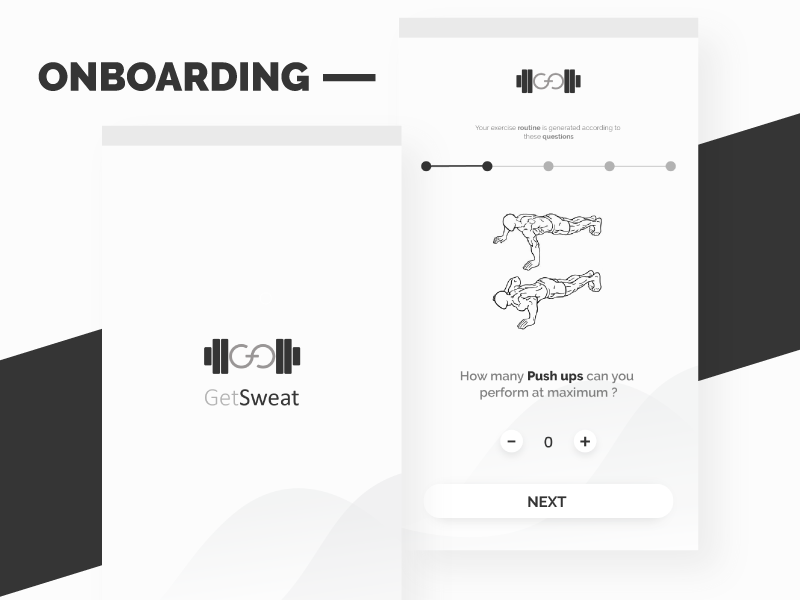 ONBOARDING —
GetSweat
Your exercise routine is generated according to
these questions.
How many Push ups can you
perform at maximum ?
- 0 +
NEXT